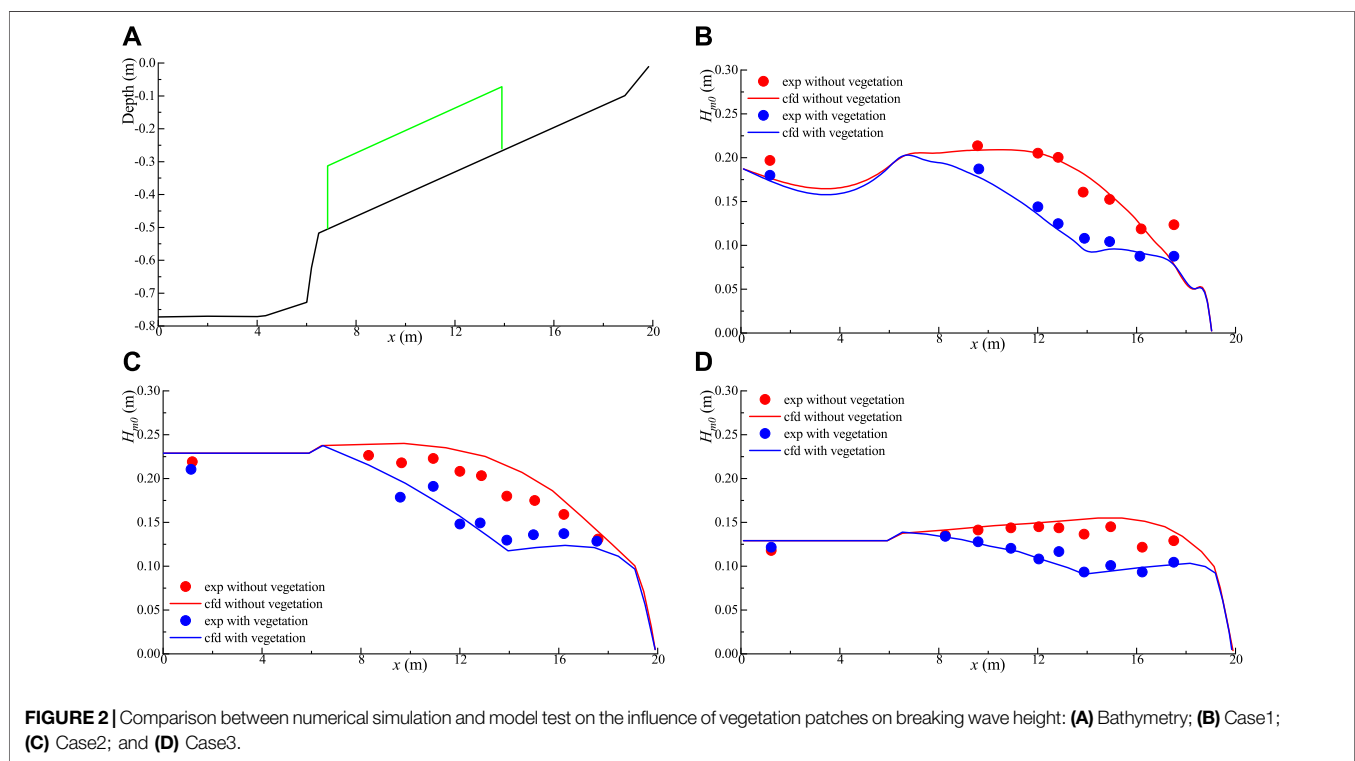 A
Depth (m)
0.0
-0.1
-0.2
-0.3
-0.4
-0.5
-0.6
-0.7
-0.8
0 4 8 12 16 20
x (m)
B
H_m0 (m)
0.30
0.25
0.20
0.15
0.10
0.05
0.00
exp without vegetation
cfd without vegetation
exp with vegetation
cfd with vegetation
0 4 8 12 16 20
x (m)
C
H_m0 (m)
0.30
0.25
0.20
0.15
0.10
0.05
0.00
exp without vegetation
cfd without vegetation
exp with vegetation
cfd with vegetation
0 4 8 12 16 20
x (m)
D
H_m0 (m)
0.30
0.25
0.20
0.15
0.10
0.05
0.00
exp without vegetation
cfd without vegetation
exp with vegetation
cfd with vegetation
0 4 8 12 16 20
x (m)
FIGURE 2 | Comparison between numerical simulation and model test on the influence of vegetation patches on breaking wave height: (A) Bathymetry; (B) Case1;
(C) Case2; and (D) Case3.